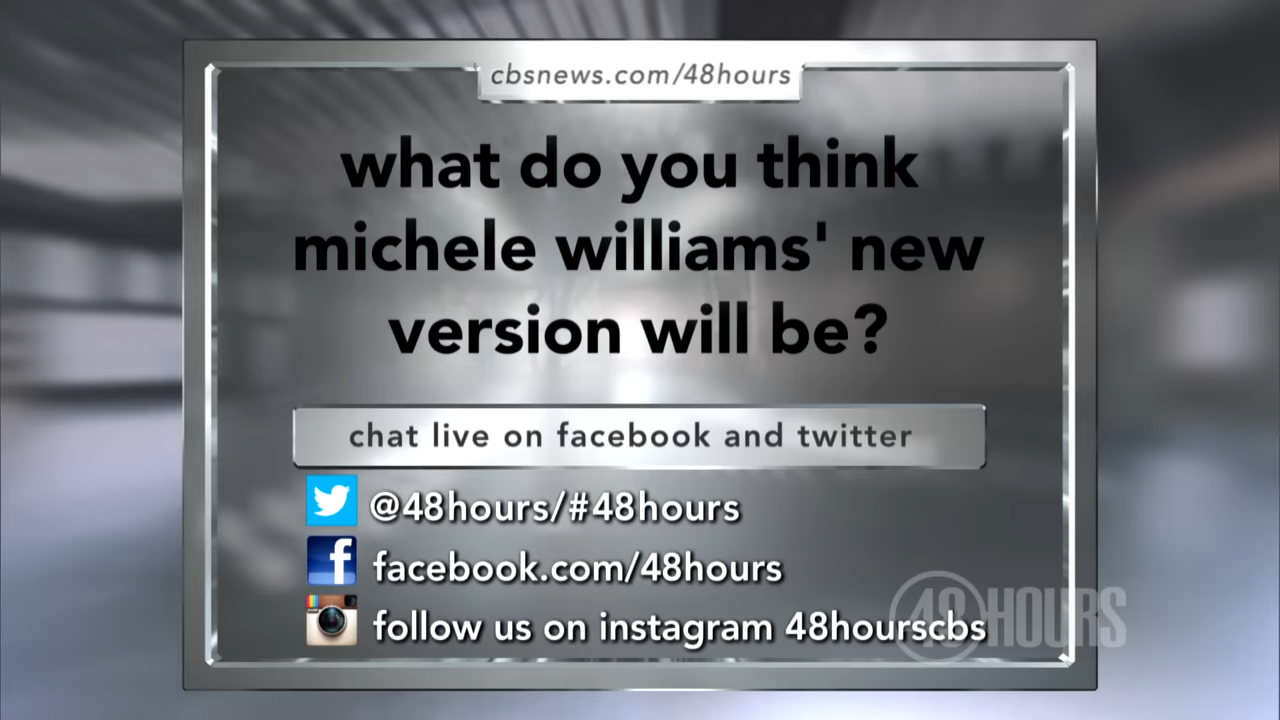 cbsnews.com/48hours
what do you think
michele williams' new
version will be?
chat live on facebook and twitter
@48hours/#48hours
f facebook.com/48hours
follow us on instagram 48hourscbs
48 HOURS